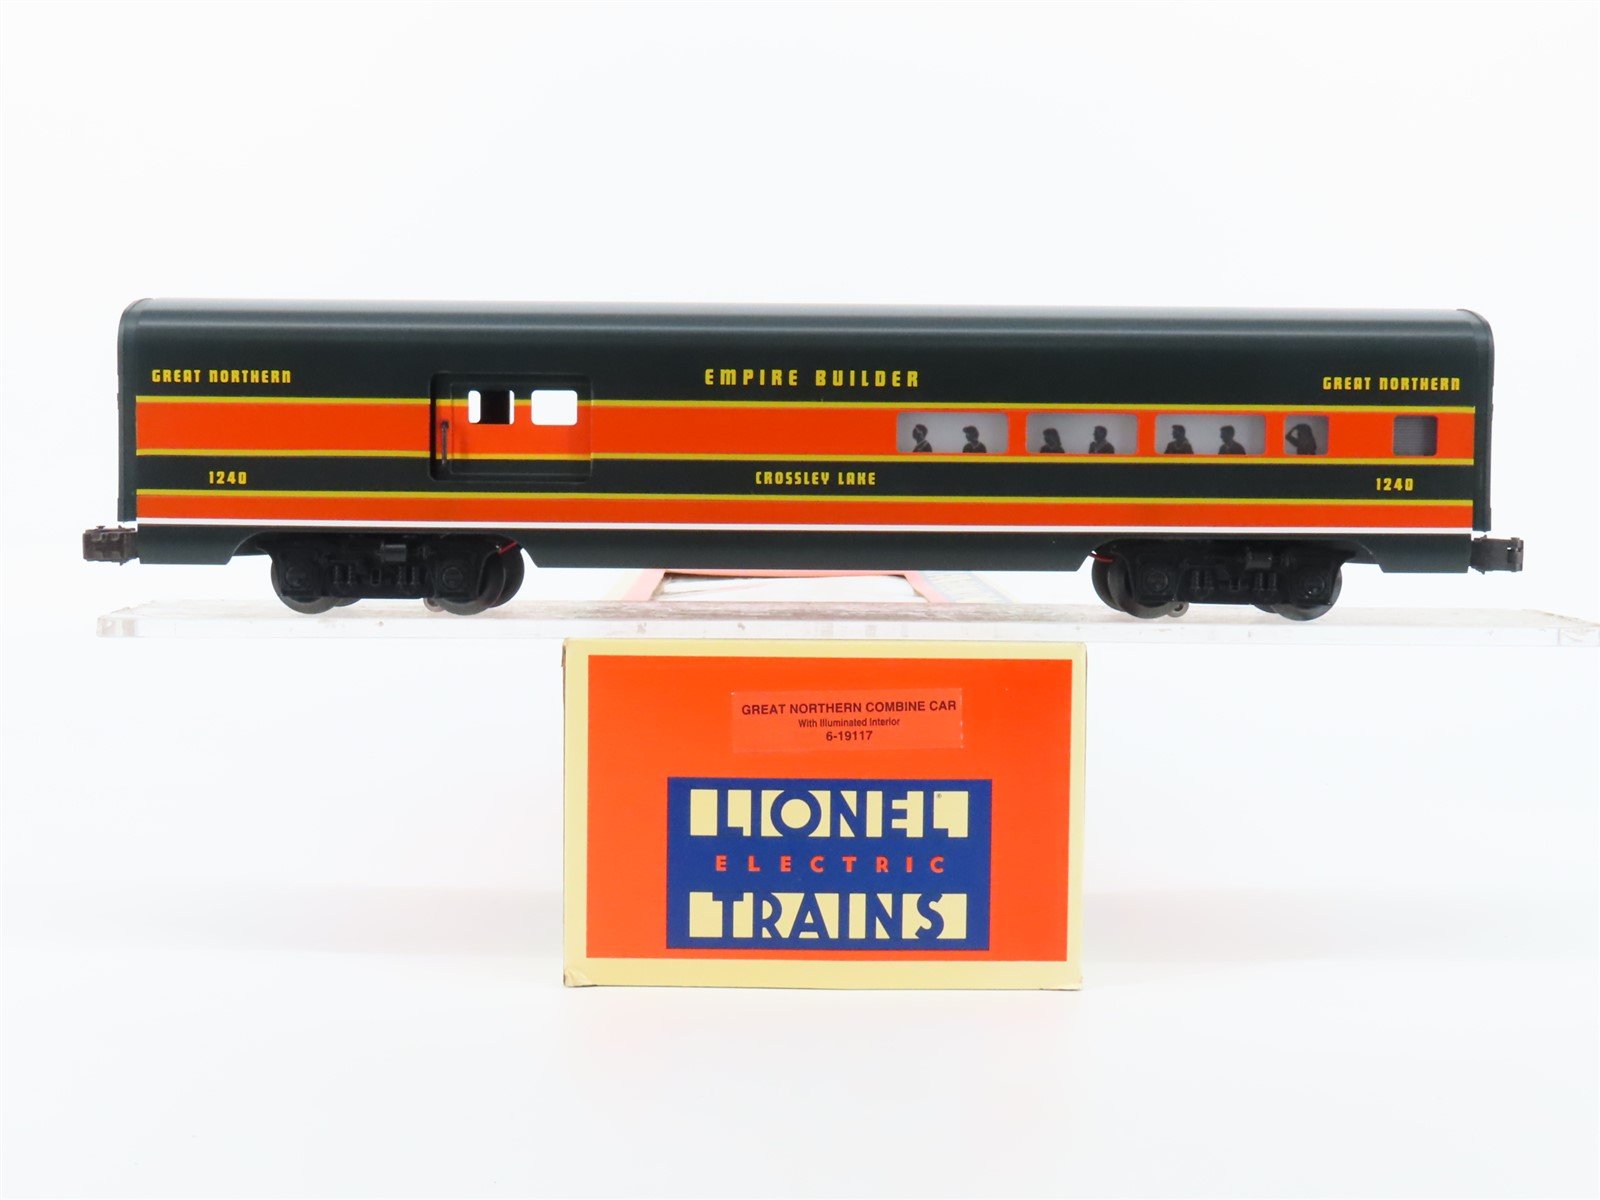 GREAT NORTHERN
EMPIRE BUILDER
GREAT NORTHERN
1240
CROSSLEY LAKE
1240
GREAT NORTHERN COMBINE CAR
With Illuminated Interior
6-19117
LIONEL®
ELECTRIC
TRAINS